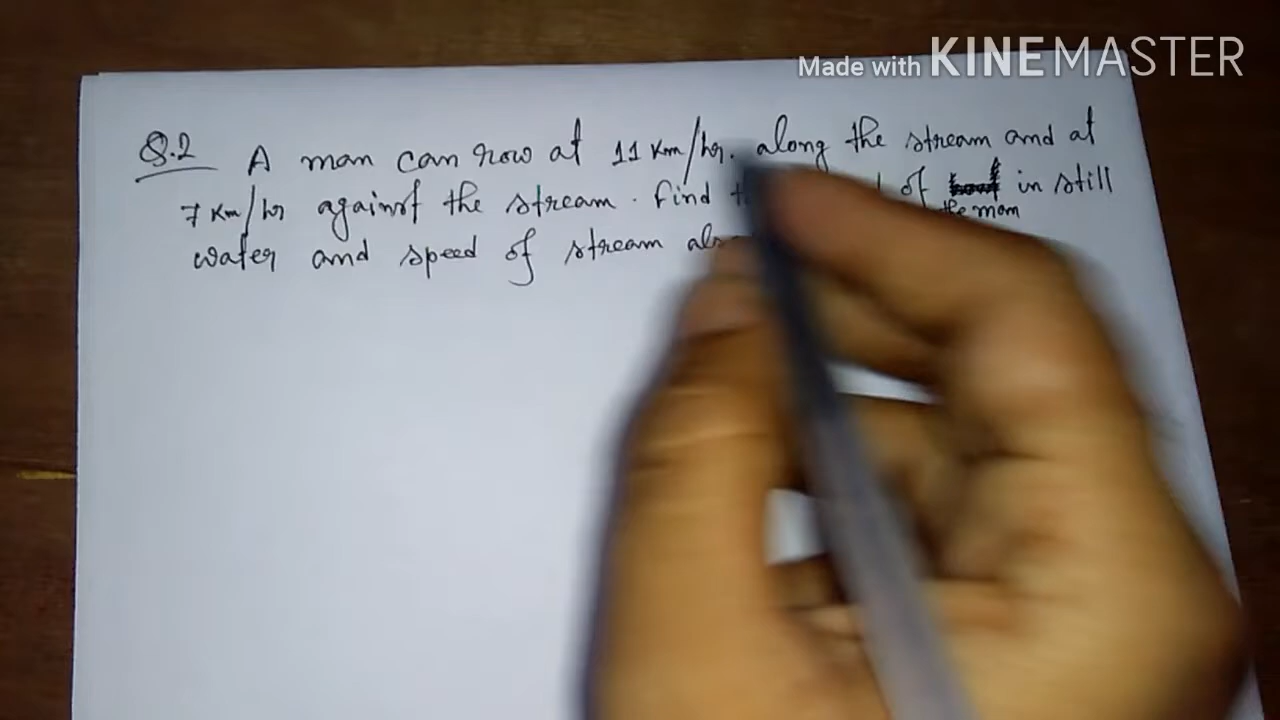 Made with KINEMASTER
Q.2 A man can row at 11 Km/hr. along the stream and at
7 Km/hr against the stream. Find of in still
the man
water and speed of stream